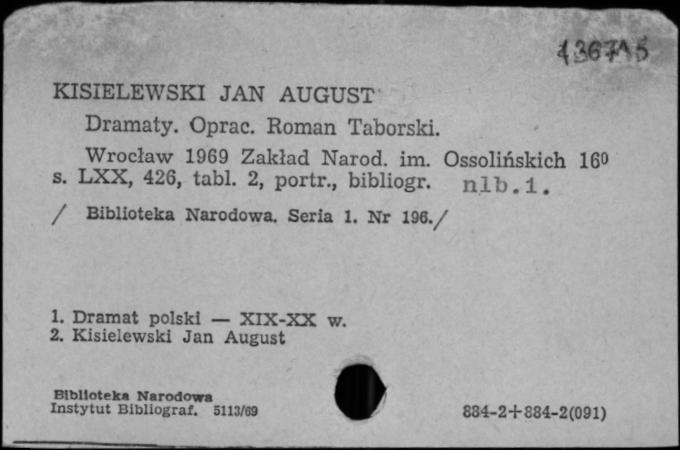 KISIELEWSKI JAN AUGUST
Dramaty. Oprac. Roman Taborski.
Wrocław 1969 Zakład Narod. im. Ossolińskich 16⁰
s. LXX, 426, tabl. 2, portr., bibliogr. nlb.1.
/ Biblioteka Narodowa. Seria 1. Nr 196./
1. Dramat polski — XIX-XX w.
2. Kisielewski Jan August
Biblioteka Narodowa
Instytut Bibliograf. 5113/69
884-2+884-2(091)